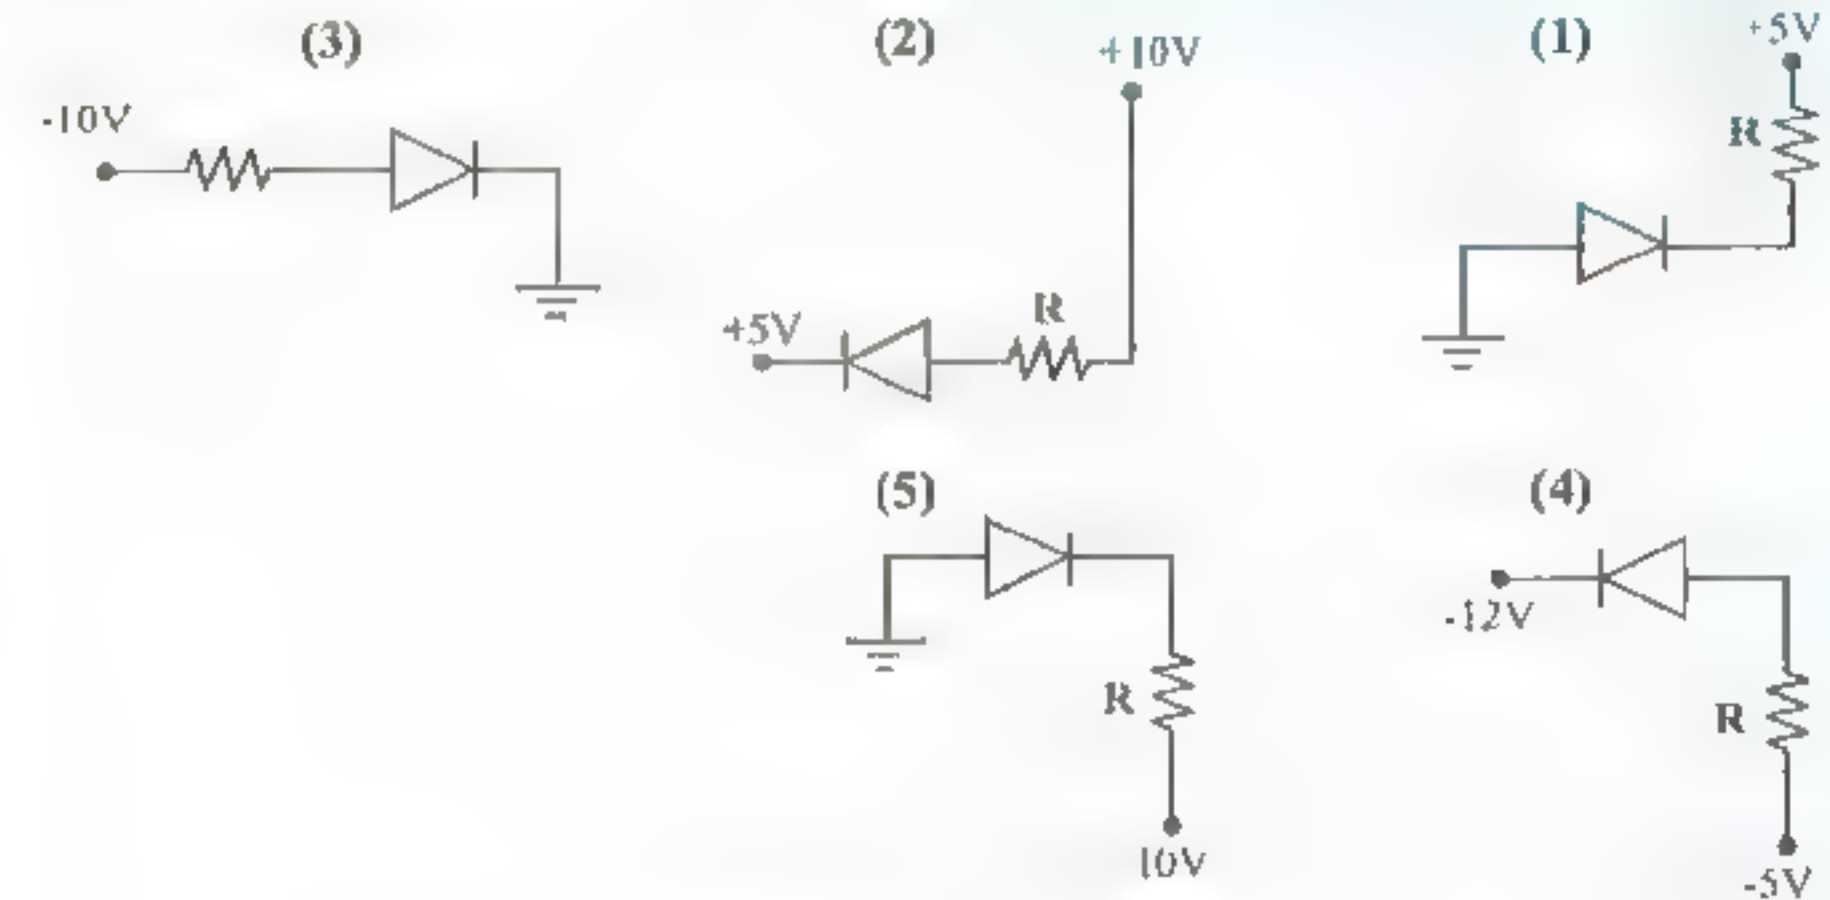 (3)
(2)
(1)
-10V
+10V
+5V
R
+5V
R
(5)
(4)
-12V
R
10V
R
-5V